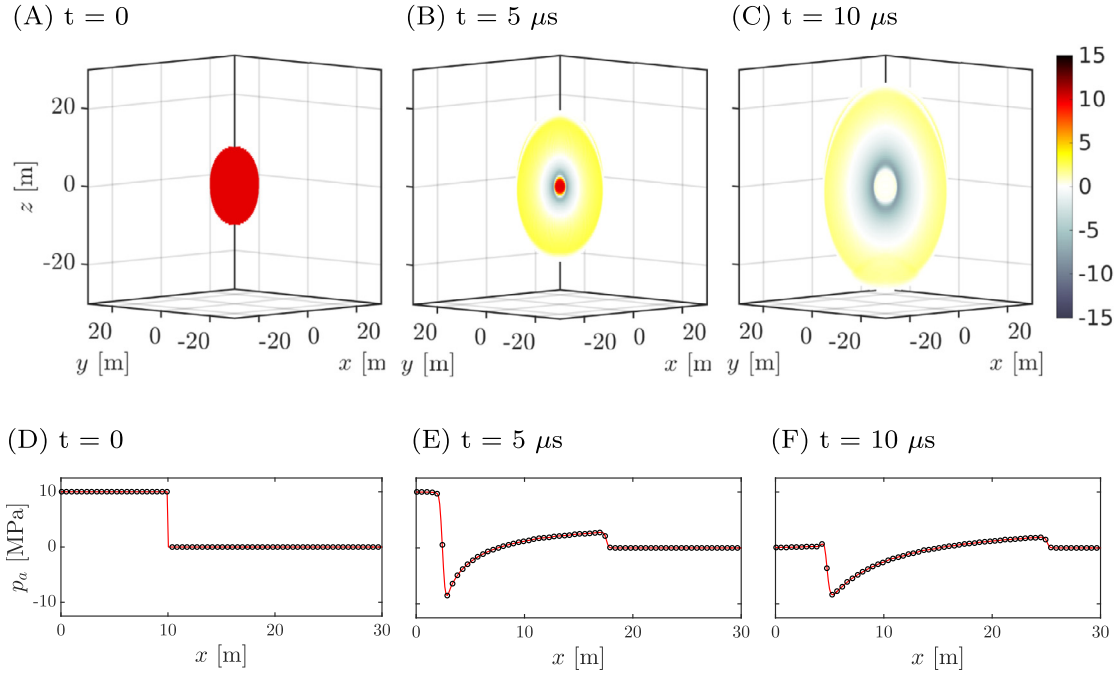 (A) t = 0
(B) t = 5 μs
(C) t = 10 μs
20
0
-20
z [m]
20 0 -20 -20 0 20
y [m] x [m
20 0 -20 -20 0 20
y [m] x [m
20 0 -20 -20 0 20
y [m] x [m]
15
10
5
0
-5
-10
-15
(D) t = 0
(E) t = 5 μs
(F) t = 10 μs
10
0
-10
p_a [MPa]
0 10 20 30
x [m]
0 10 20 30
x [m]
0 10 20 30
x [m]